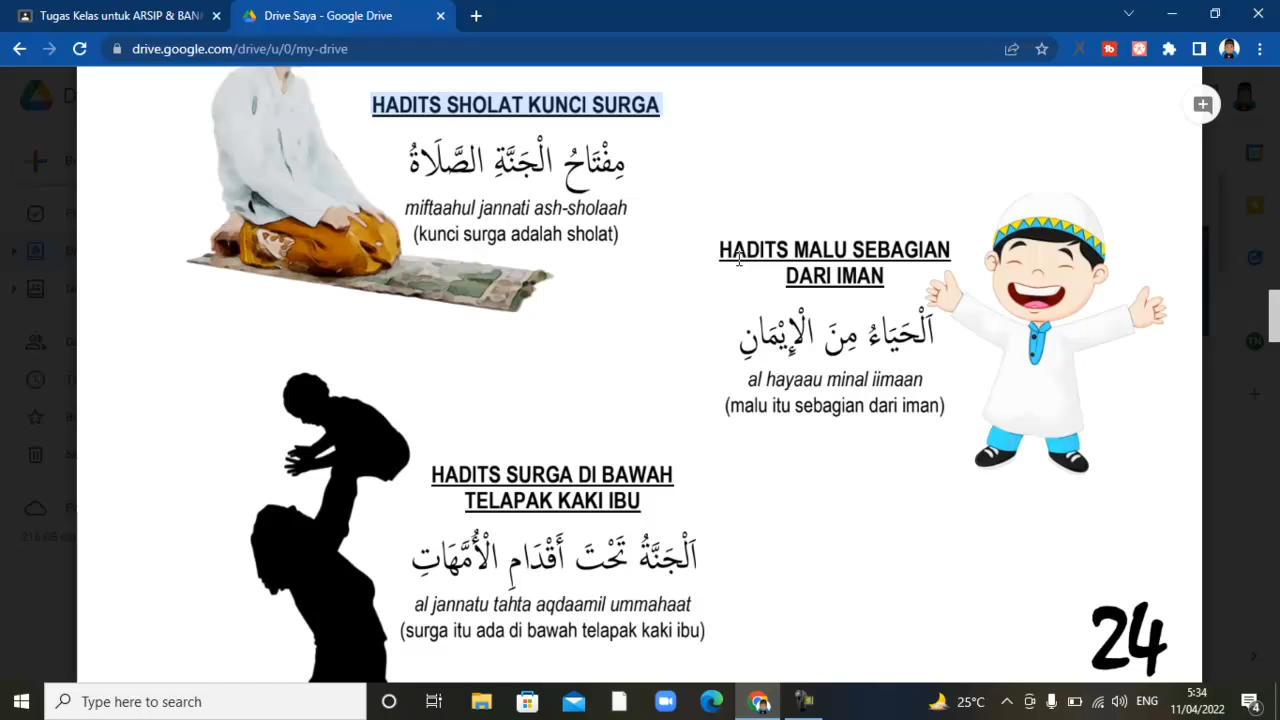 Tugas Kelas untuk ARSIP & BAN
Drive Saya - Google Drive
drive.google.com/drive/u/0/my-drive
HADITS SHOLAT KUNCI SURGA
مِفْتَاحُ الْجَنَّةِ الصَّلَاةُ
miftaahul jannati ash-sholaah
(kunci surga adalah sholat)
HADITS MALU SEBAGIAN
DARI IMAN
اَلْحَيَاءُ مِنَ الْإِيْمَانِ
al hayaau minal iimaan
(malu itu sebagian dari iman)
HADITS SURGA DI BAWAH
TELAPAK KAKI IBU
اَلْجَنَّةُ تَحْتَ أَقْدَامِ الْأُمَّهَاتِ
al jannatu tahta aqdaamil ummahaat
(surga itu ada di bawah telapak kaki ibu)
24
Type here to search
25°C
ENG
5:34
11/04/2022
4